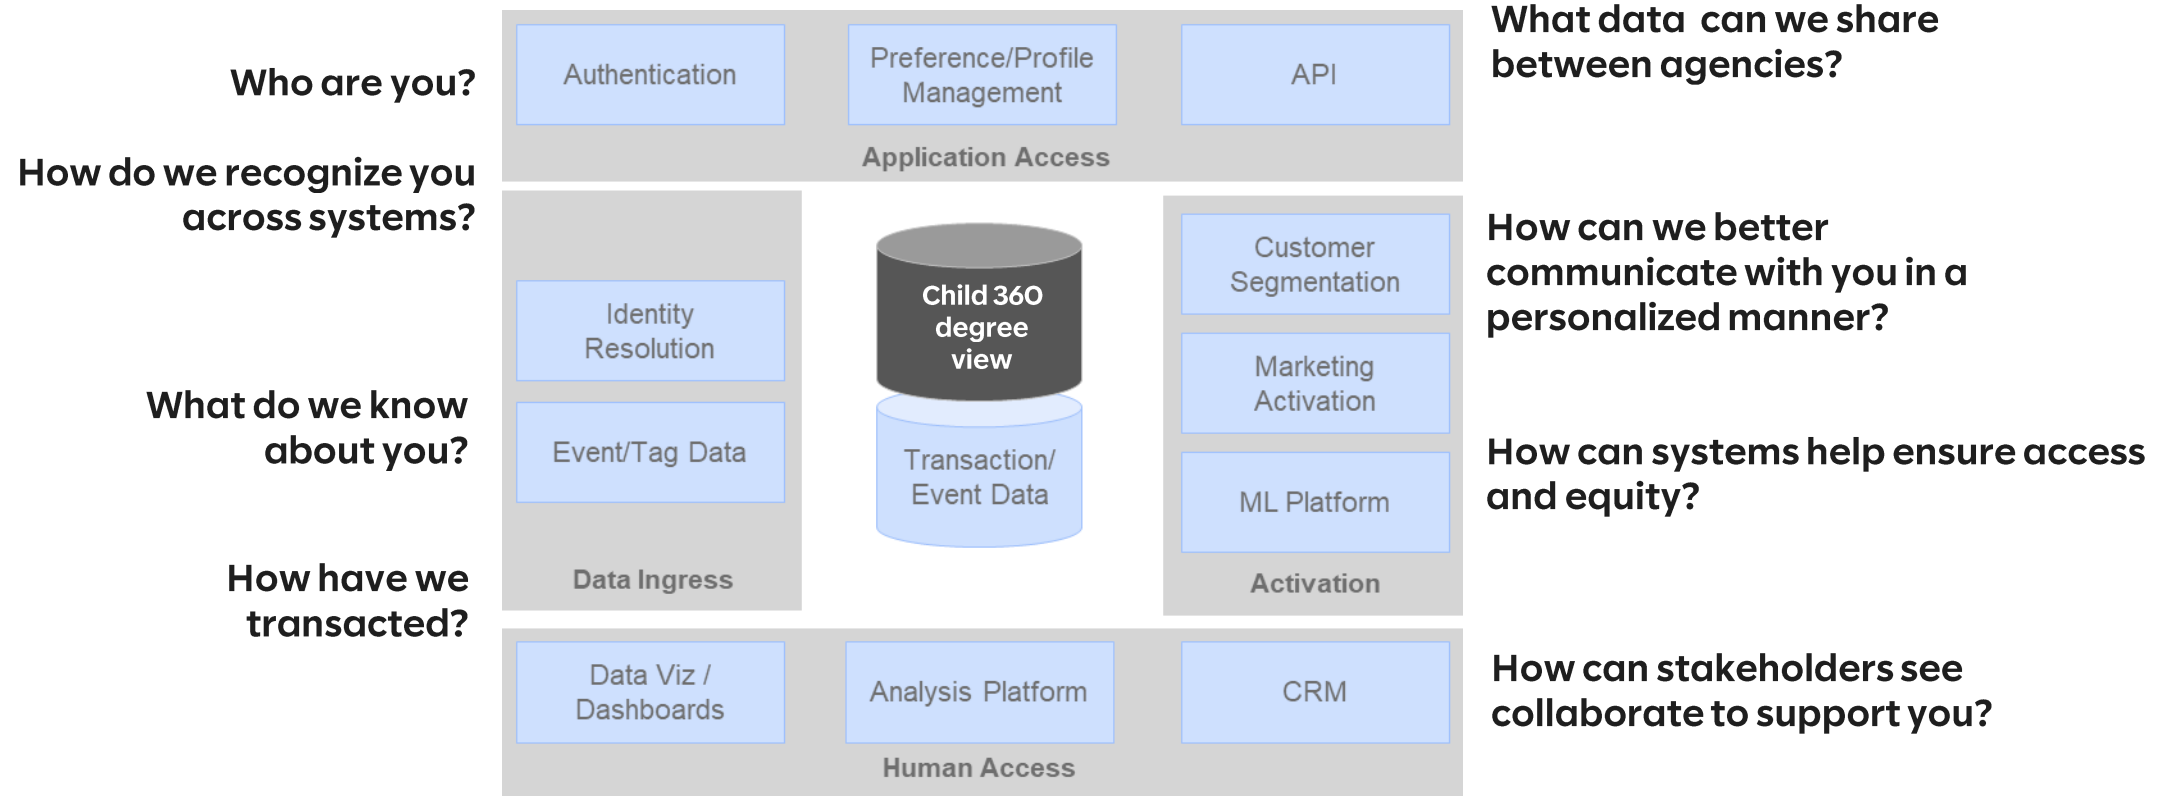 Who are you?
How do we recognize you
across systems?
What do we know
about you?
How have we
transacted?
Authentication
Preference/Profile
Management
API
Application Access
Identity
Resolution
Event/Tag Data
Data Ingress
Child 360
degree
view
Transaction/
Event Data
Customer
Segmentation
Marketing
Activation
ML Platform
Activation
Data Viz /
Dashboards
Analysis Platform
CRM
Human Access
What data  can we share
between agencies?
How can we better
communicate with you in a
personalized manner?
How can systems help ensure access
and equity?
How can stakeholders see
collaborate to support you?